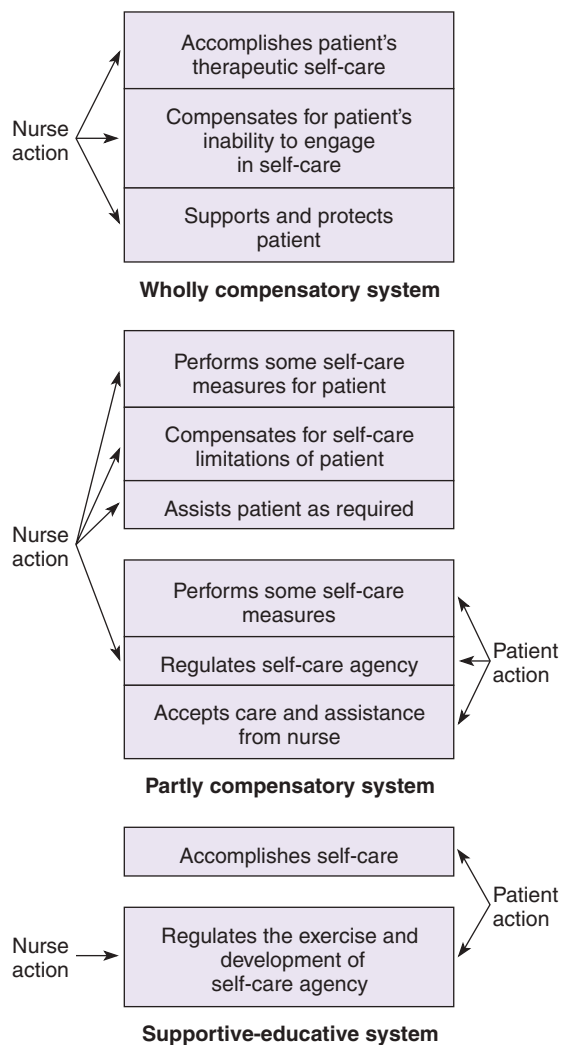 Nurse
action
Accomplishes patient's
therapeutic self-care
Compensates for patient's
inability to engage
in self-care
Supports and protects
patient
Wholly compensatory system
Nurse
action
Performs some self-care
measures for patient
Compensates for self-care
limitations of patient
Assists patient as required
Performs some self-care
measures
Regulates self-care agency
Accepts care and assistance
from nurse
Patient
action
Partly compensatory system
Accomplishes self-care
Patient
action
Nurse
action
Regulates the exercise and
development of
self-care agency
Supportive-educative system